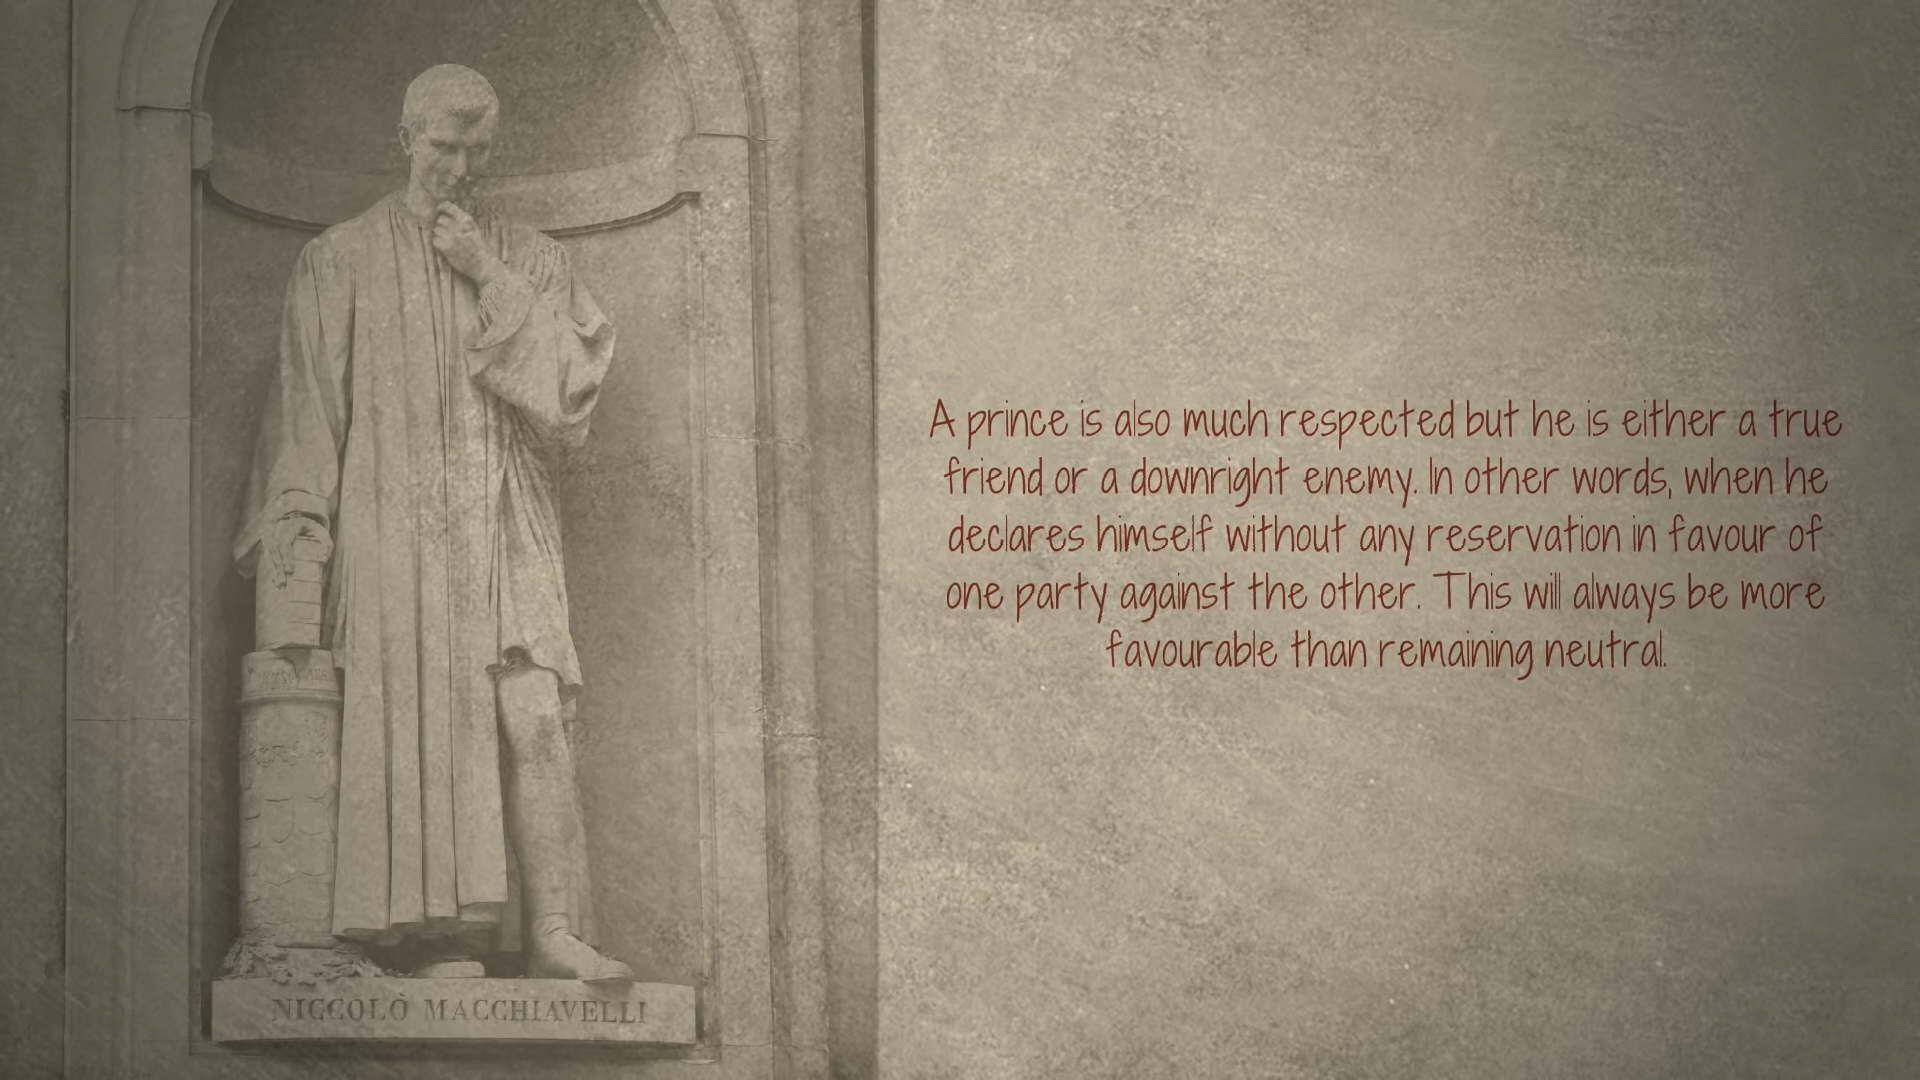 A prince is also much respected but he is either a true
friend or a downright enemy. In other words, when he
declares himself without any reservation in favour of
one party against the other. This will always be more
favourable than remaining neutral.
NICCOLÒ MACCHIAVELLI